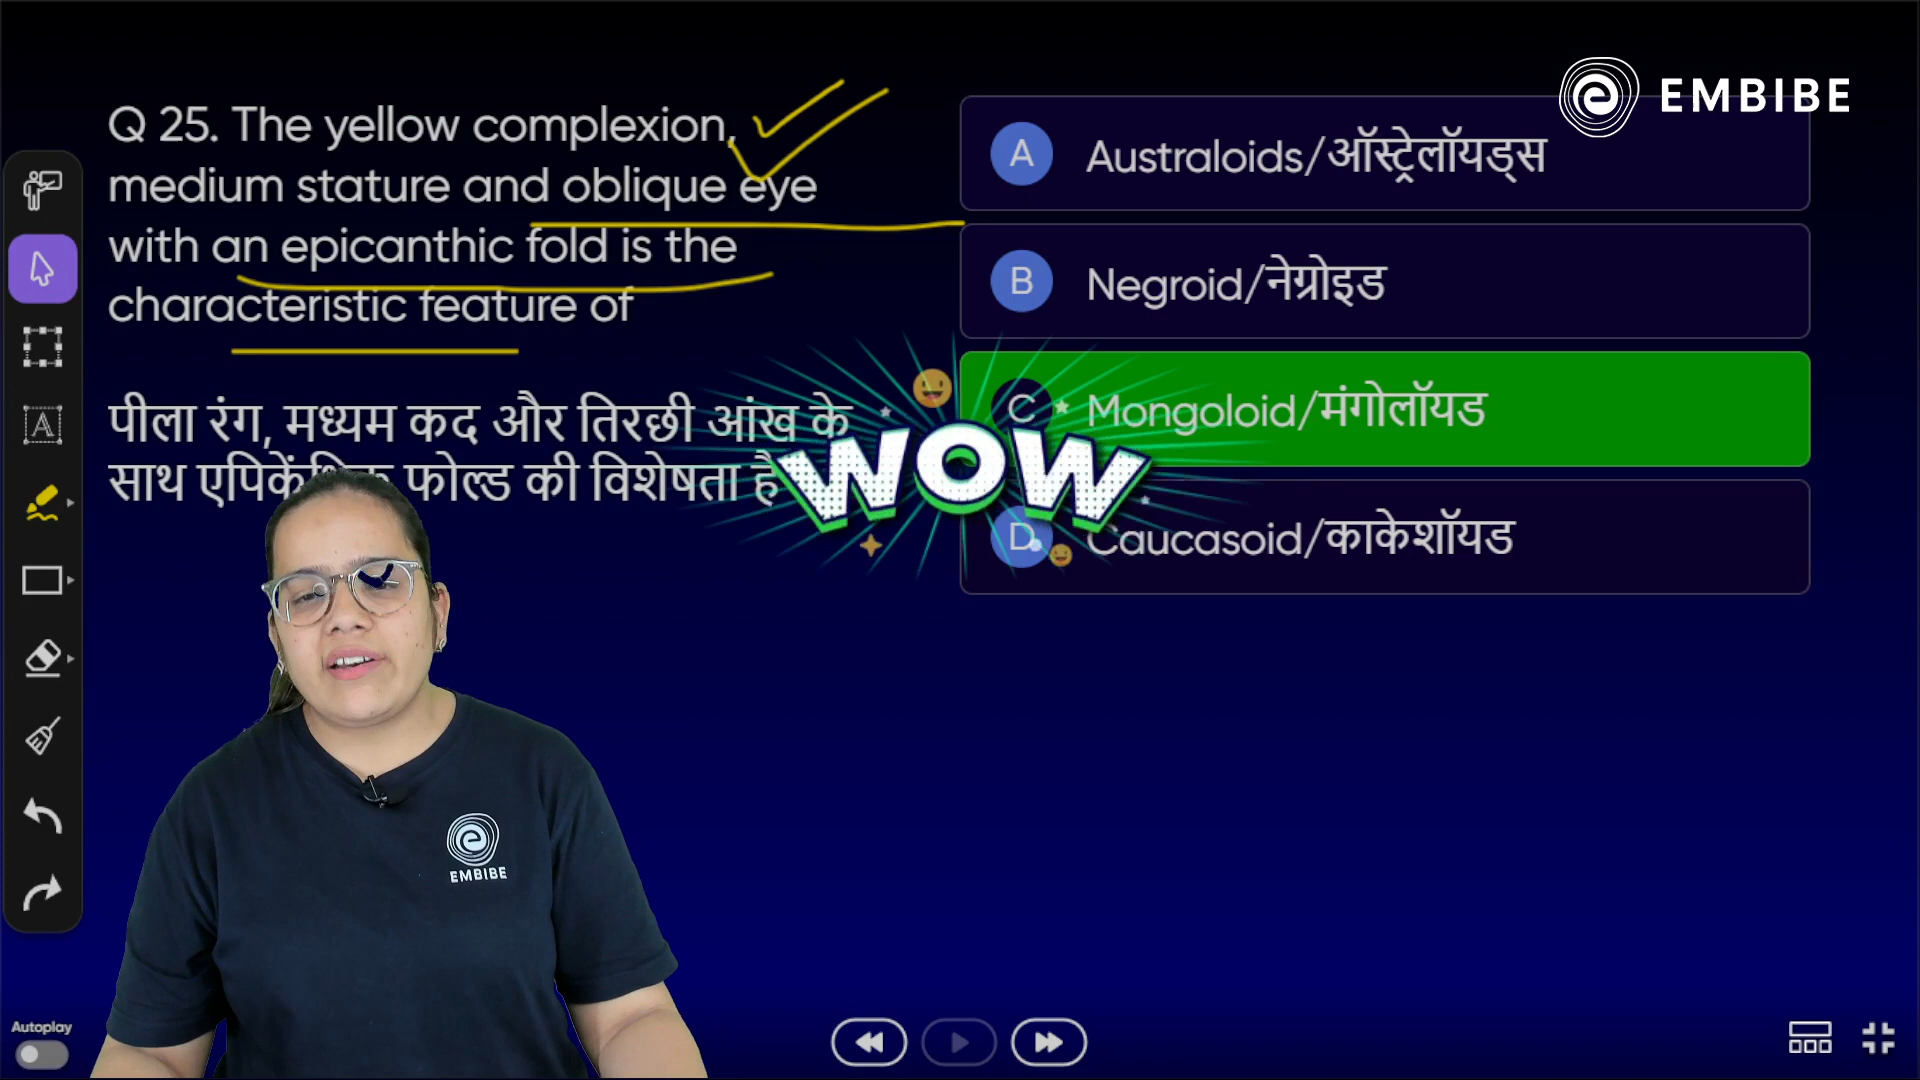 EMBIBE
Q 25. The yellow complexion,
medium stature and oblique eye
with an epicanthic fold is the
characteristic feature of
पीला रंग, मध्यम कद और तिरछी आंख के
साथ एपिकेंथिक फोल्ड की विशेषता है
A Australoids/ऑस्ट्रेलॉयड्स
B Negroid/नेग्रोइड
C Mongoloid/मंगोलॉयड
D Caucasoid/काकेशॉयड
WOW
A
EMBIBE
Autoplay